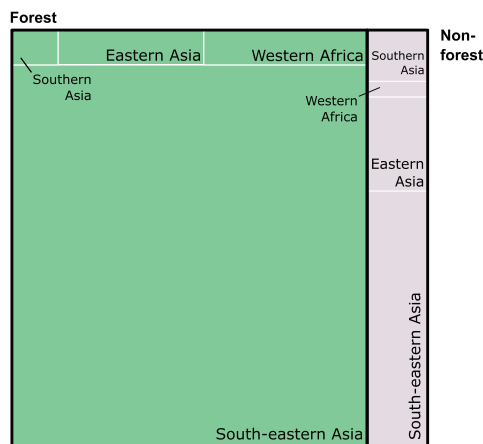 Forest
Non-
forest
Eastern Asia
Western Africa
Southern
Asia
Southern
Asia
Western
Africa
Eastern
Asia
South-eastern Asia
South-eastern Asia